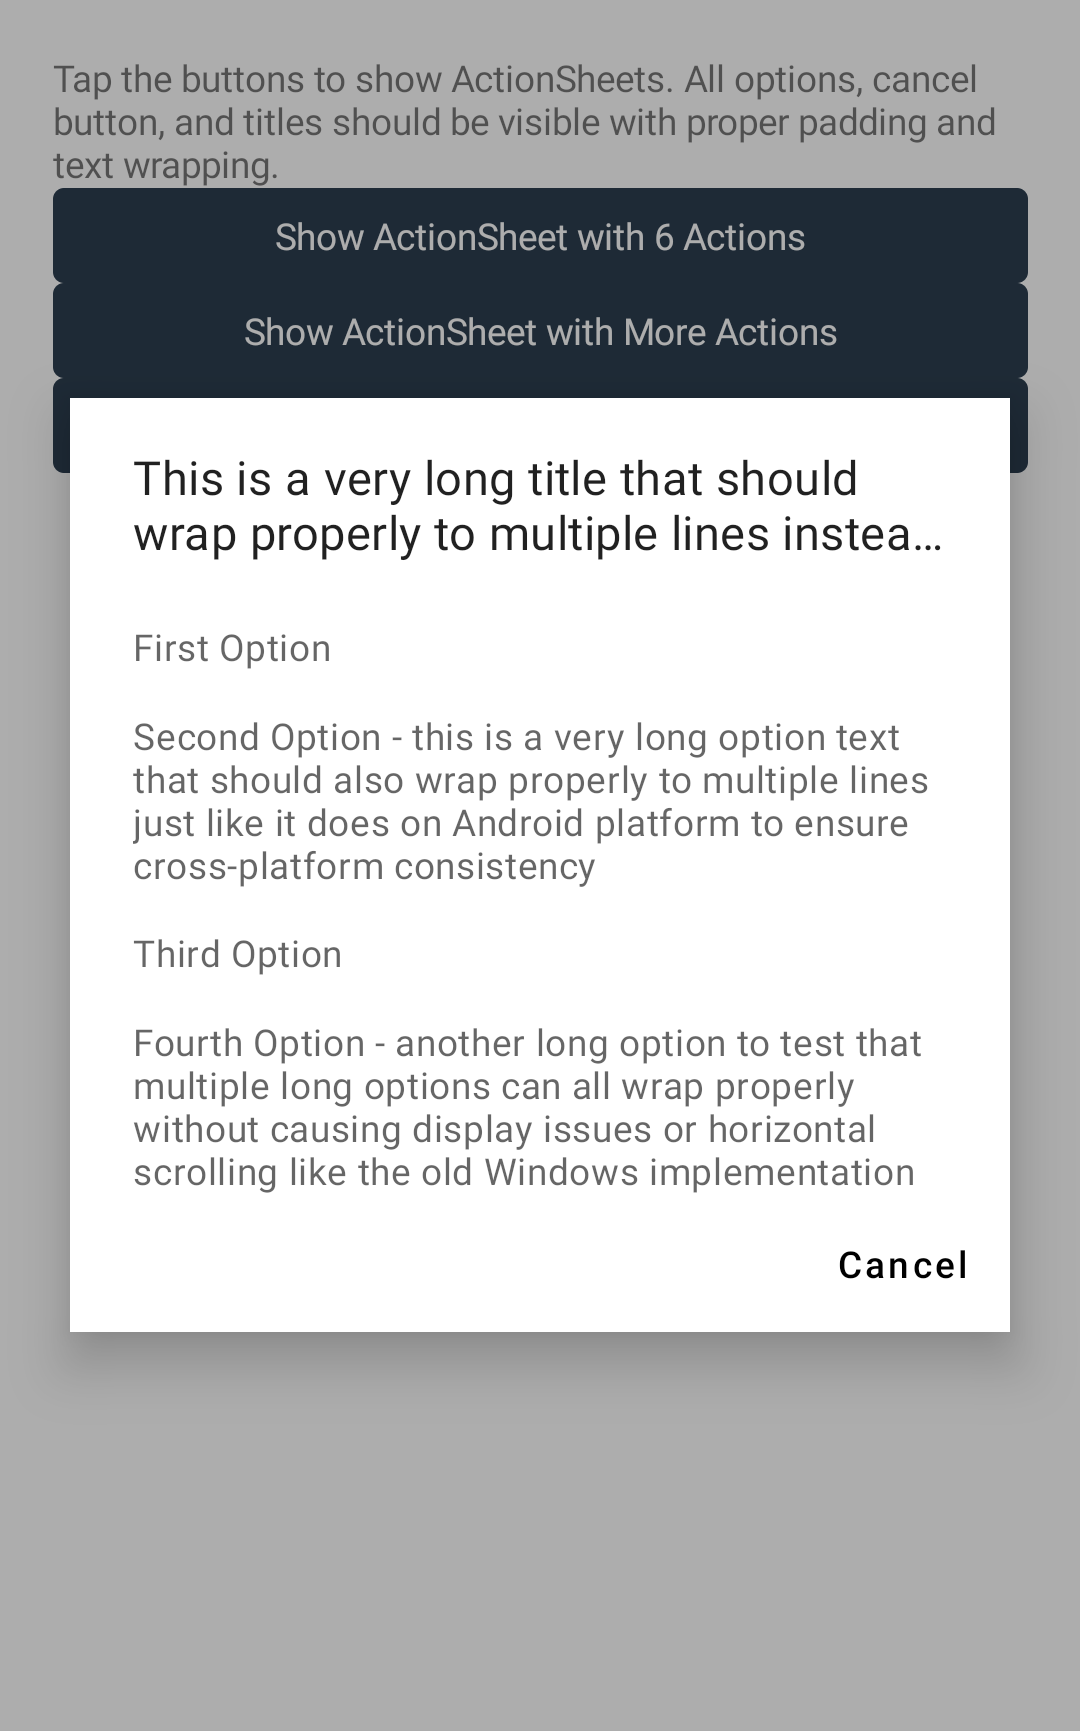 Tap the buttons to show ActionSheets. All options, cancel
button, and titles should be visible with proper padding and
text wrapping.
Show ActionSheet with 6 Actions
Show ActionSheet with More Actions
This is a very long title that should
wrap properly to multiple lines instea...
First Option
Second Option - this is a very long option text
that should also wrap properly to multiple lines
just like it does on Android platform to ensure
cross-platform consistency
Third Option
Fourth Option - another long option to test that
multiple long options can all wrap properly
without causing display issues or horizontal
scrolling like the old Windows implementation
Cancel